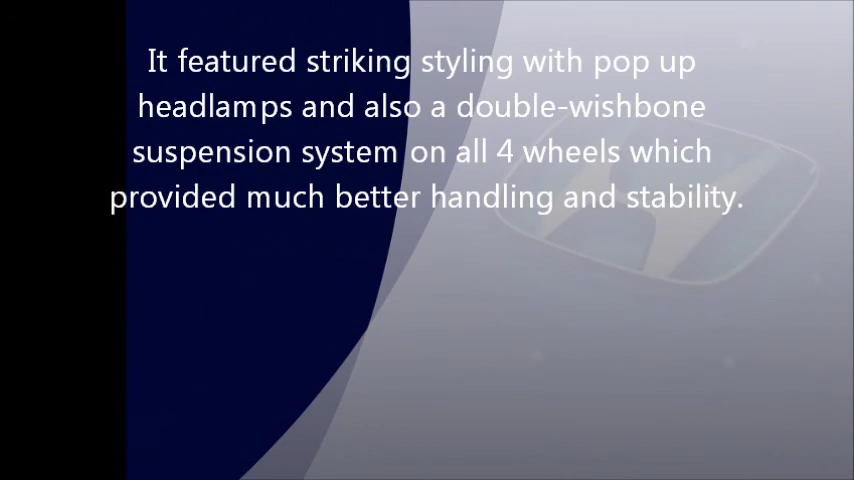 It featured striking styling with pop up
headlamps and also a double-wishbone
suspension system on all 4 wheels which
provided much better handling and stability.